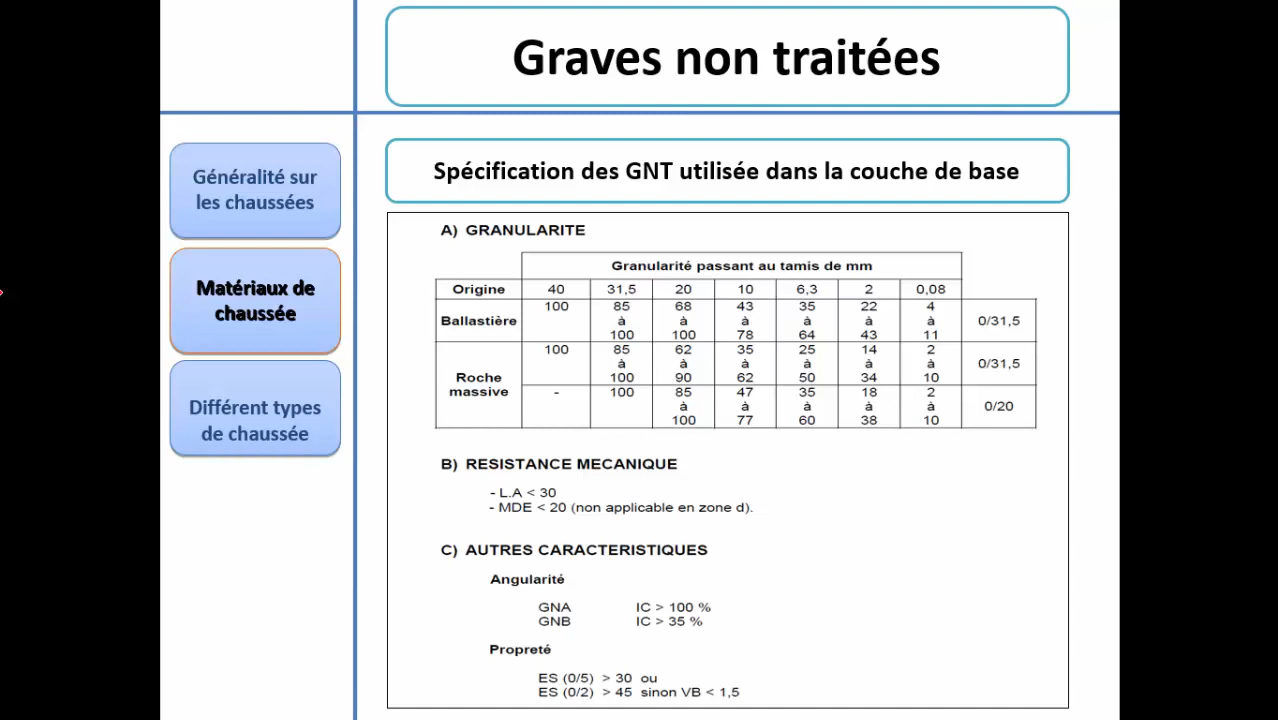 Graves non traitées
Généralité sur
les chaussées
Matériaux de
chaussée
Différent types
de chaussée
Spécification des GNT utilisée dans la couche de base
A) GRANULARITE
Granularité passant au tamis de mm
Origine 40 31,5 20 10 6,3 2 0,08
Ballastière 100 85 à 100 68 à 100 43 à 78 35 à 64 22 à 43 4 à 11 0/31,5
Roche massive 100 85 à 100 62 à 90 35 à 62 25 à 50 14 à 34 2 à 10 0/31,5
- 100 85 à 100 47 à 77 35 à 60 18 à 38 2 à 10 0/20
B) RESISTANCE MECANIQUE
- L.A < 30
- MDE < 20 (non applicable en zone d).
C) AUTRES CARACTERISTIQUES
Angularité
GNA IC > 100 %
GNB IC > 35 %
Propreté
ES (0/5) > 30 ou
ES (0/2) > 45 sinon VB < 1,5